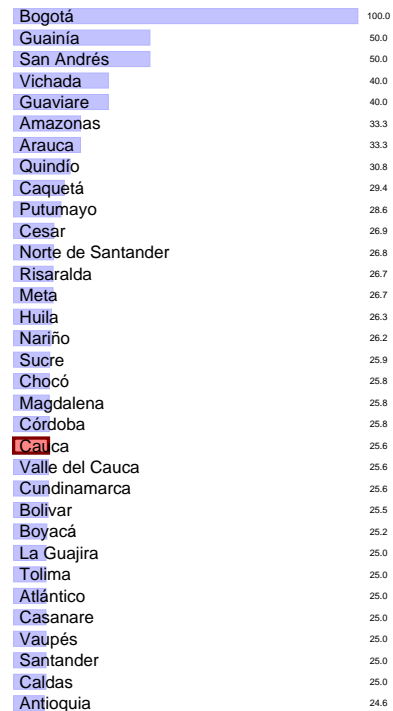 Bogotá 100.0
Guainía 50.0
San Andrés 50.0
Vichada 40.0
Guaviare 40.0
Amazonas 33.3
Arauca 33.3
Quindío 30.8
Caquetá 29.4
Putumayo 28.6
Cesar 26.9
Norte de Santander 26.8
Risaralda 26.7
Meta 26.7
Huila 26.3
Nariño 26.2
Sucre 25.9
Chocó 25.8
Magdalena 25.8
Córdoba 25.8
Cauca 25.6
Valle del Cauca 25.6
Cundinamarca 25.6
Bolivar 25.5
Boyacá 25.2
La Guajira 25.0
Tolima 25.0
Atlántico 25.0
Casanare 25.0
Vaupés 25.0
Santander 25.0
Caldas 25.0
Antioquia 24.6